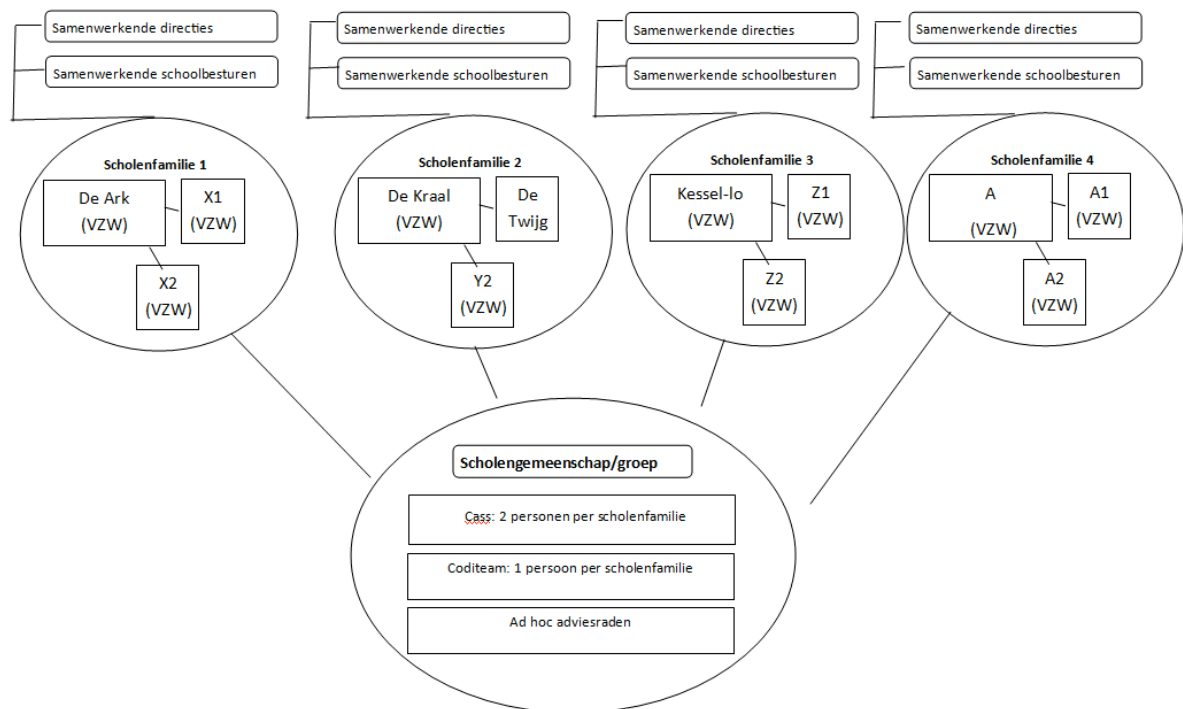 Samenwerkende directies
Samenwerkende schoolbesturen
Samenwerkende directies
Samenwerkende schoolbesturen
Samenwerkende directies
Samenwerkende schoolbesturen
Samenwerkende directies
Samenwerkende schoolbesturen
Scholenfamilie 1
De Ark
(VZW)
X1
(VZW)
X2
(VZW)
Scholenfamilie 2
De Kraal
(VZW)
De
Twijg
Y2
(VZW)
Scholenfamilie 3
Kessel-lo
(VZW)
Z1
(VZW)
Z2
(VZW)
Scholenfamilie 4
A
(VZW)
A1
(VZW)
A2
(VZW)
Scholengemeenschap/groep
Cass: 2 personen per scholenfamilie
Coditeam: 1 persoon per scholenfamilie
Ad hoc adviesraden